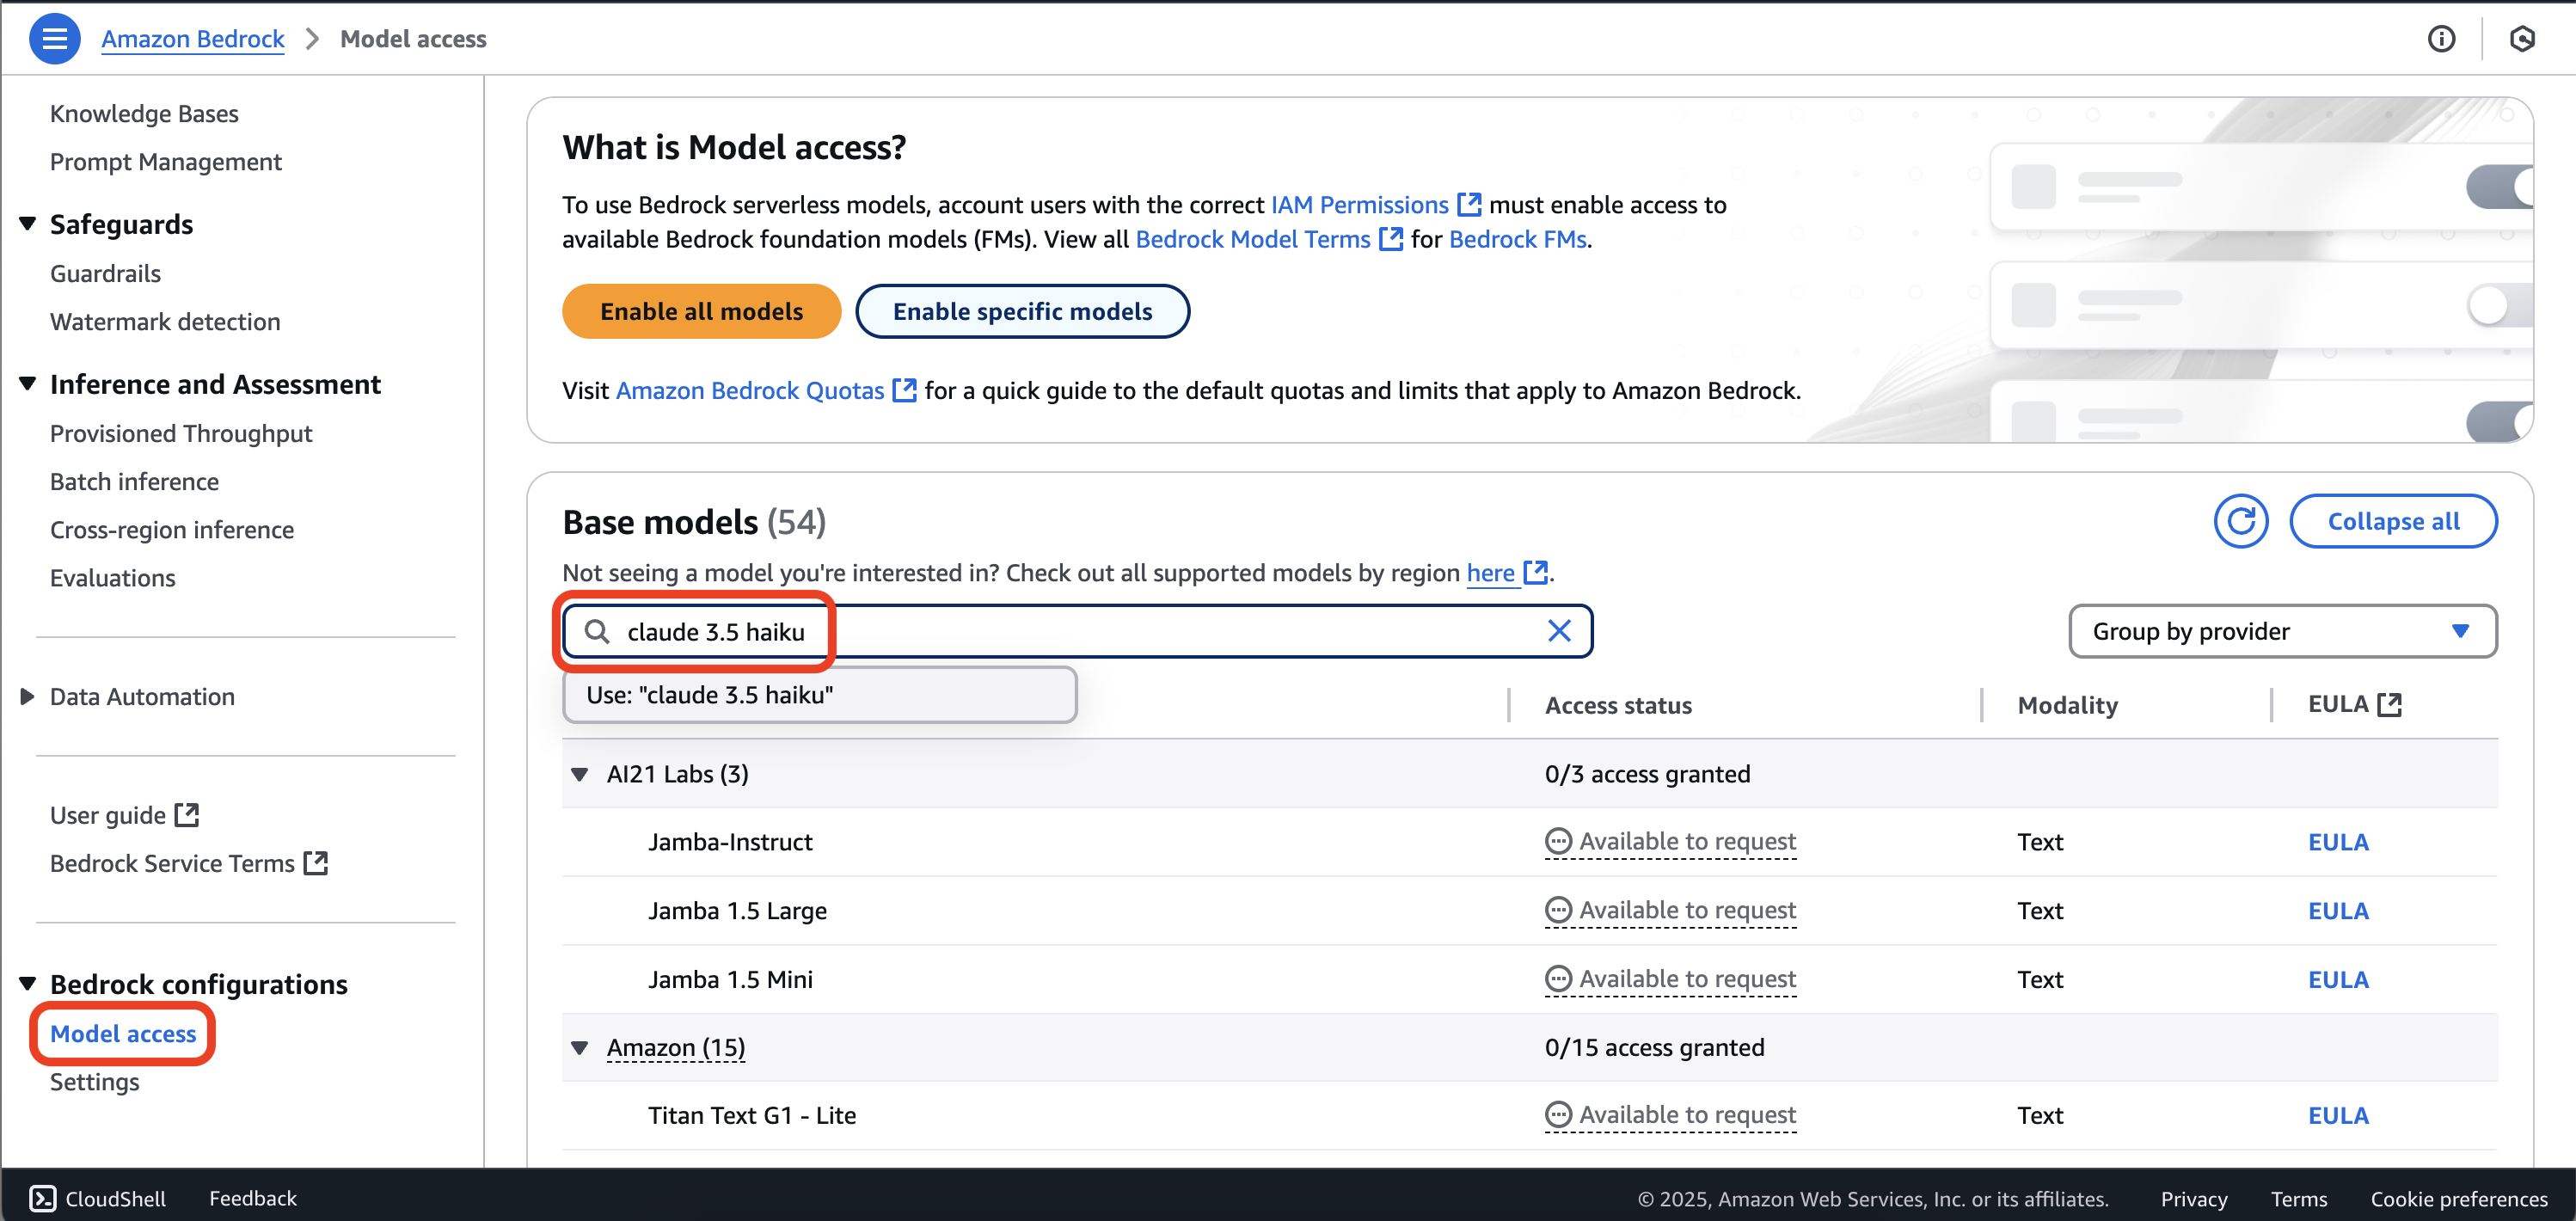 Amazon Bedrock > Model access
Knowledge Bases
Prompt Management
Safeguards
Guardrails
Watermark detection
Inference and Assessment
Provisioned Throughput
Batch inference
Cross-region inference
Evaluations
Data Automation
User guide
Bedrock Service Terms
Bedrock configurations
Model access
Settings
What is Model access?
To use Bedrock serverless models, account users with the correct IAM Permissions must enable access to
available Bedrock foundation models (FMs). View all Bedrock Model Terms for Bedrock FMs.
Enable all models Enable specific models
Visit Amazon Bedrock Quotas for a quick guide to the default quotas and limits that apply to Amazon Bedrock.
Base models (54)
Collapse all
Not seeing a model you're interested in? Check out all supported models by region here.
claude 3.5 haiku
Group by provider
Use: "claude 3.5 haiku"
Access status Modality EULA
AI21 Labs (3) 0/3 access granted
Jamba-Instruct Available to request Text EULA
Jamba 1.5 Large Available to request Text EULA
Jamba 1.5 Mini Available to request Text EULA
Amazon (15) 0/15 access granted
Titan Text G1 - Lite Available to request Text EULA
CloudShell Feedback © 2025, Amazon Web Services, Inc. or its affiliates. Privacy Terms Cookie preferences